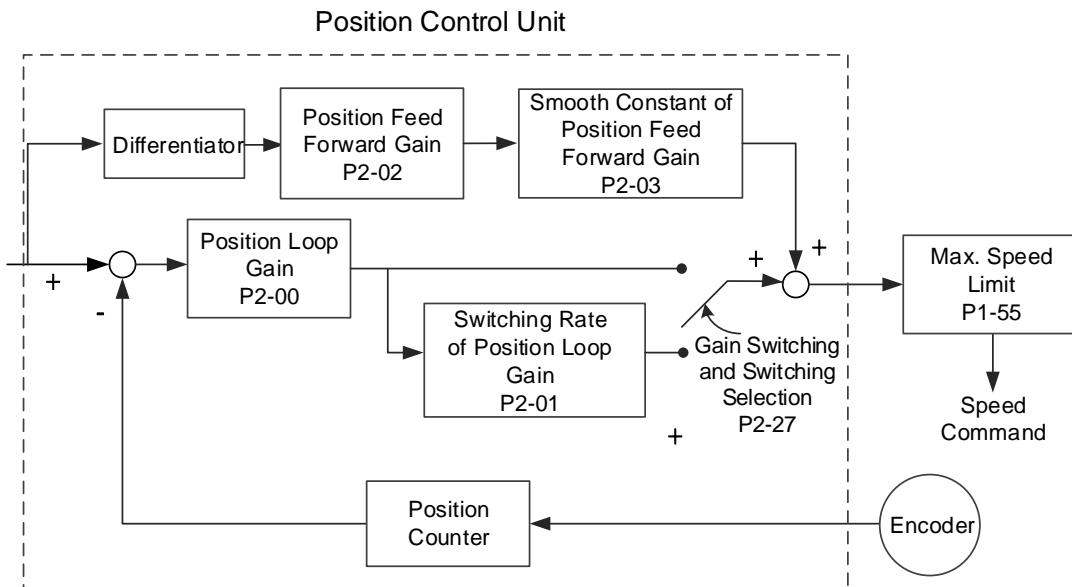 Position Control Unit
Differentiator
Position Feed
Forward Gain
P2-02
Smooth Constant of
Position Feed
Forward Gain
P2-03
+
-
Position Loop
Gain
P2-00
Switching Rate
of Position Loop
Gain
P2-01
+
+
+
Gain Switching
and Switching
Selection
P2-27
Max. Speed
Limit
P1-55
Speed
Command
Position
Counter
Encoder